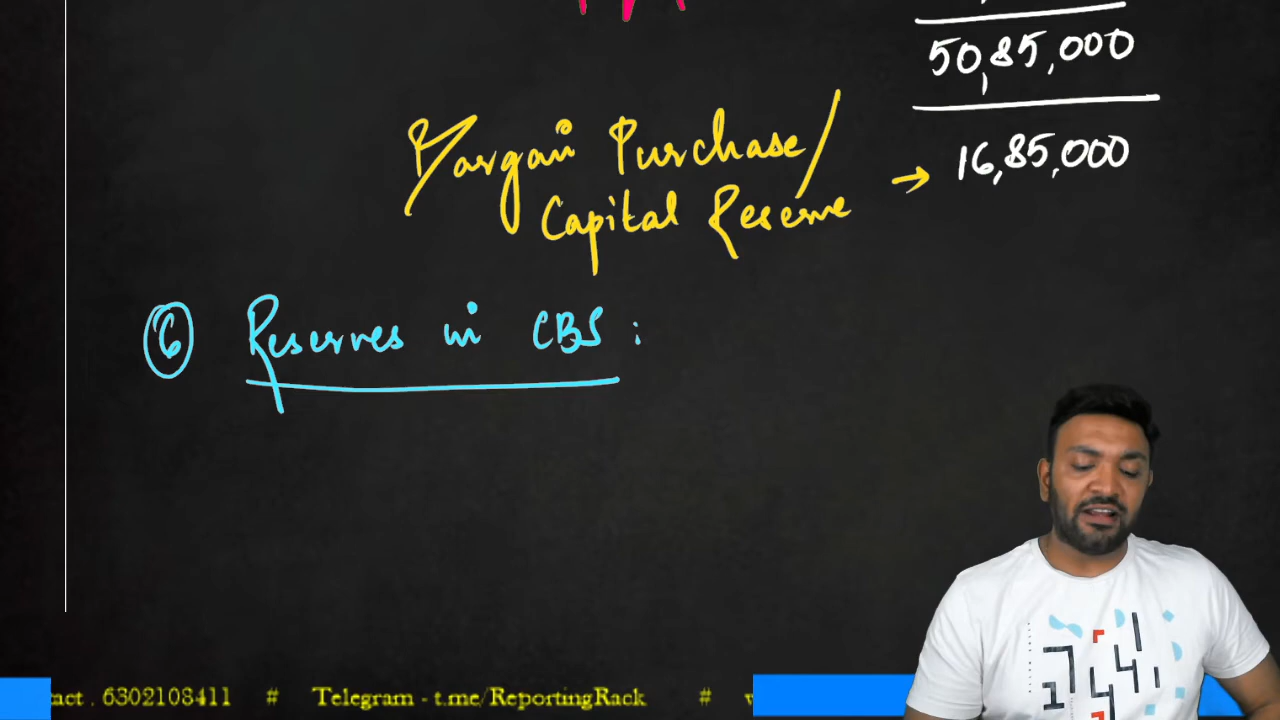 50,85,000
Bargain Purchase/
Capital Reserve → 16,85,000
6 Reserves in CBS :
act . 6302108411 # Telegram - t.me/ReportingRack #